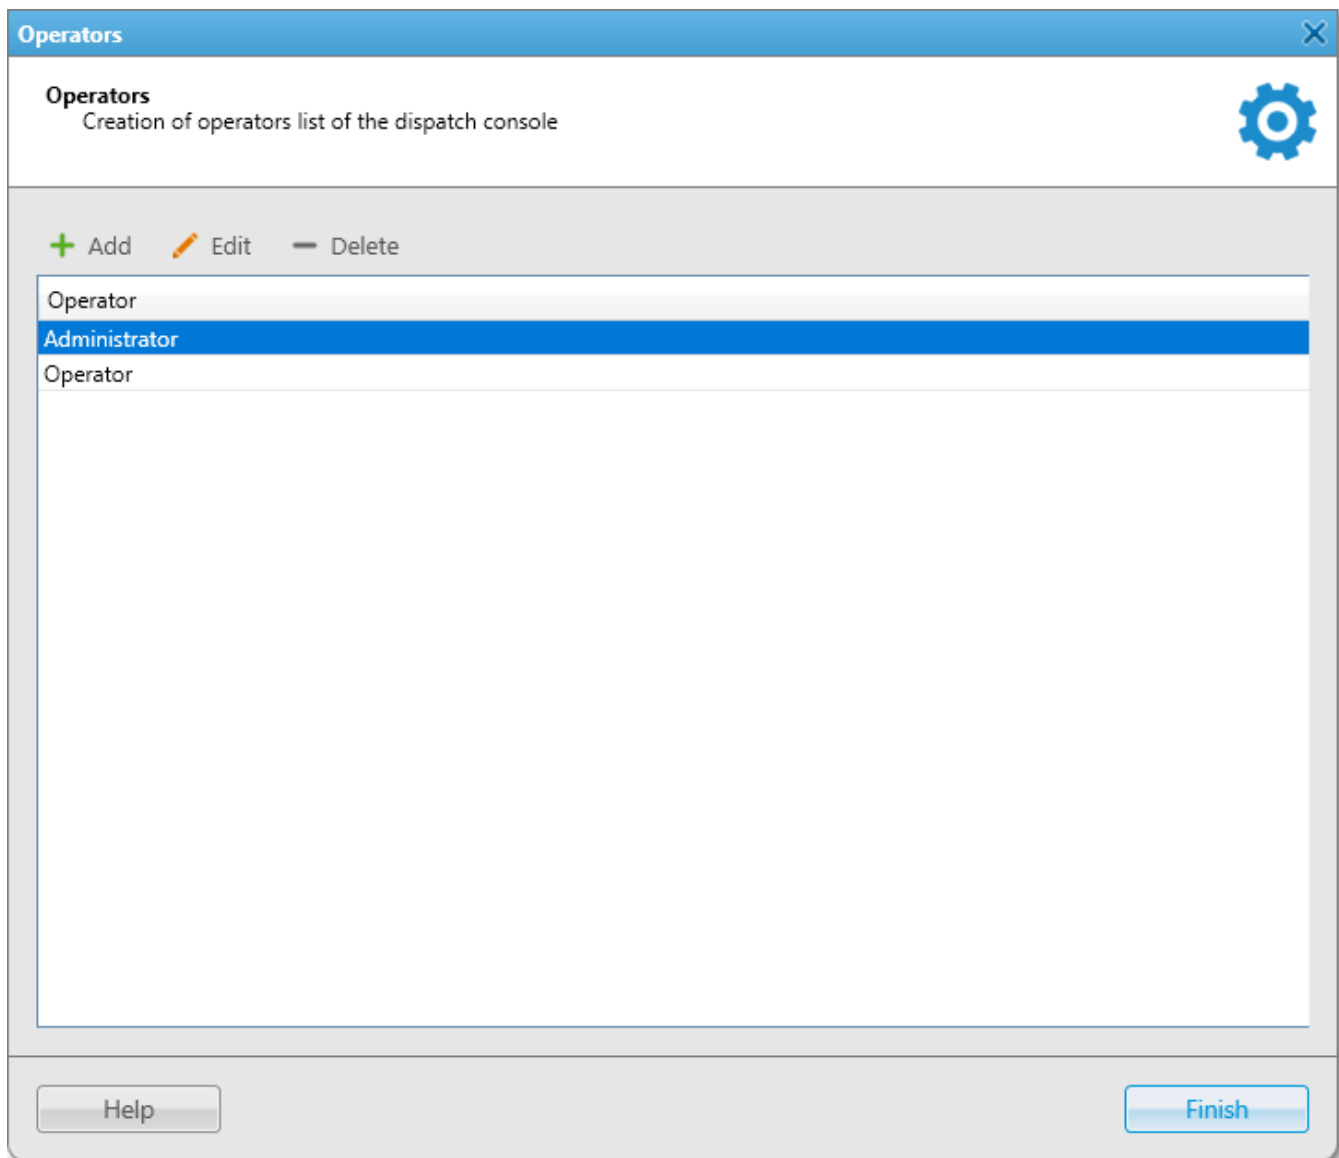 Operators
Operators
Creation of operators list of the dispatch console
Add Edit Delete
Operator
Administrator
Operator
Help Finish